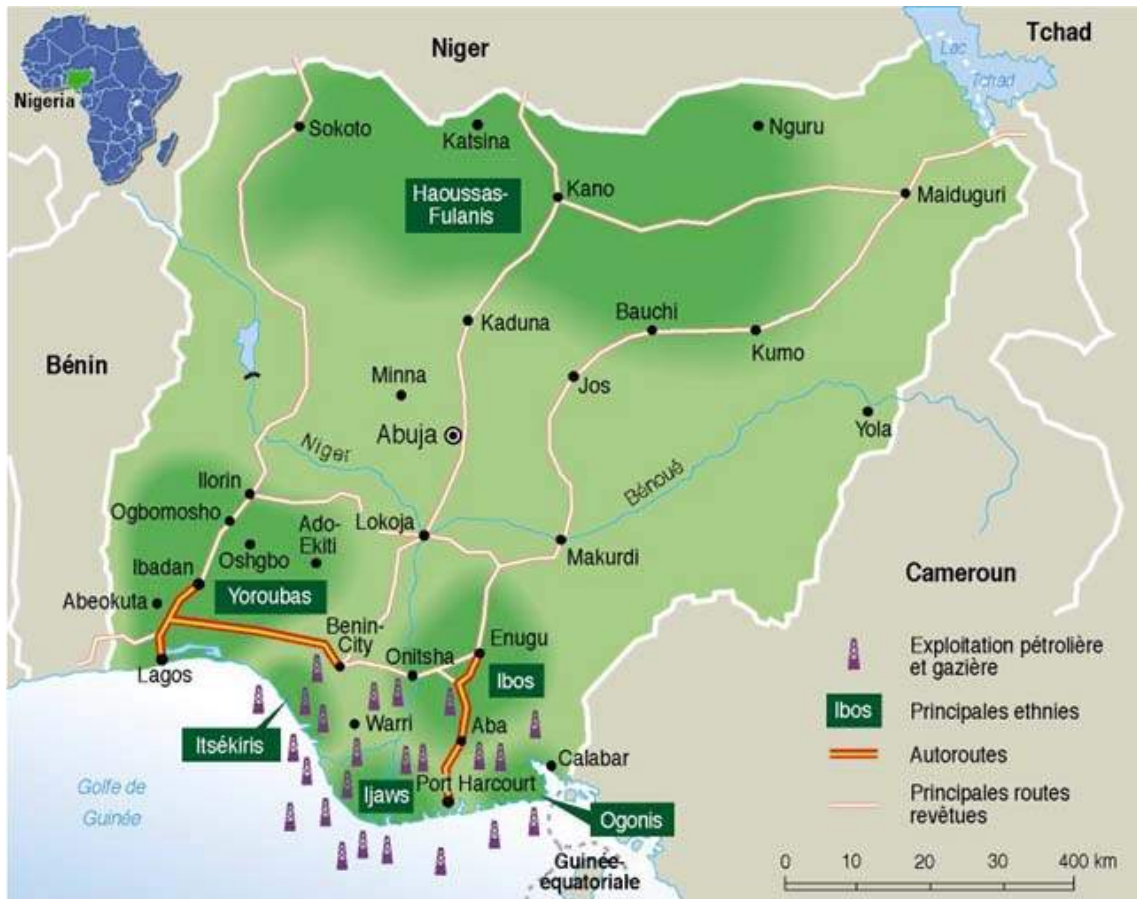 Niger
Tchad
Lac
Tchad
Nigeria
Sokoto
Katsina
Nguru
Haoussas-
Fulanis
Kano
Maiduguri
Kaduna
Bauchi
Kumo
Bénin
Minna
Jos
Abuja
Yola
Niger
Bénoué
Ilorin
Ogbomosho
Ado-
Ekiti
Lokoja
Oshgbo
Makurdi
Ibadan
Cameroun
Abeokuta
Yoroubas
Benin-
City
Enugu
Onitsha
Lagos
Ibos
Warri
Itsékiris
Aba
Calabar
Port Harcourt
Ijaws
Ogonis
Golfe de
Guinée
Guinée-
équatoriale
Exploitation pétrolière
et gazière
Ibos Principales ethnies
Autoroutes
Principales routes
revêtues
0 10 20 30 400 km